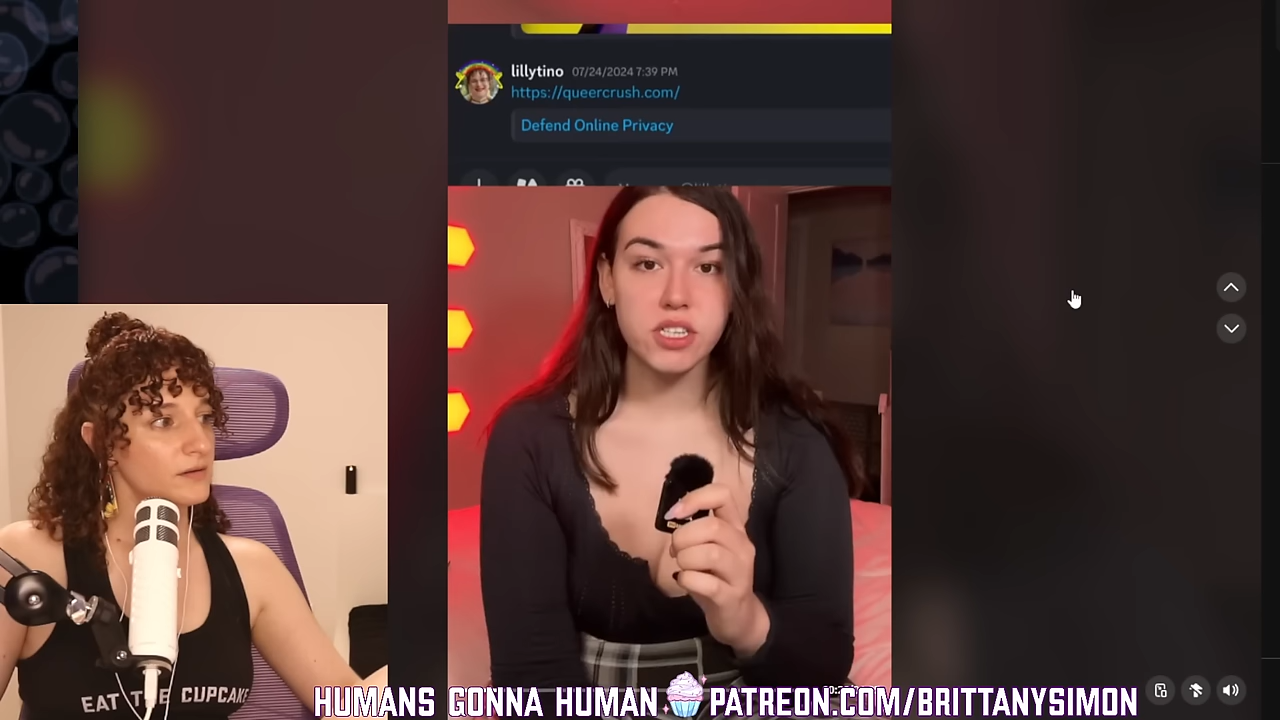 lillytino 07/24/2024 7:39 PM
https://queercrush.com/
Defend Online Privacy
EAT THE CUPCAKE
HUMANS GONNA HUMAN PATREON.COM/BRITTANYSIMON